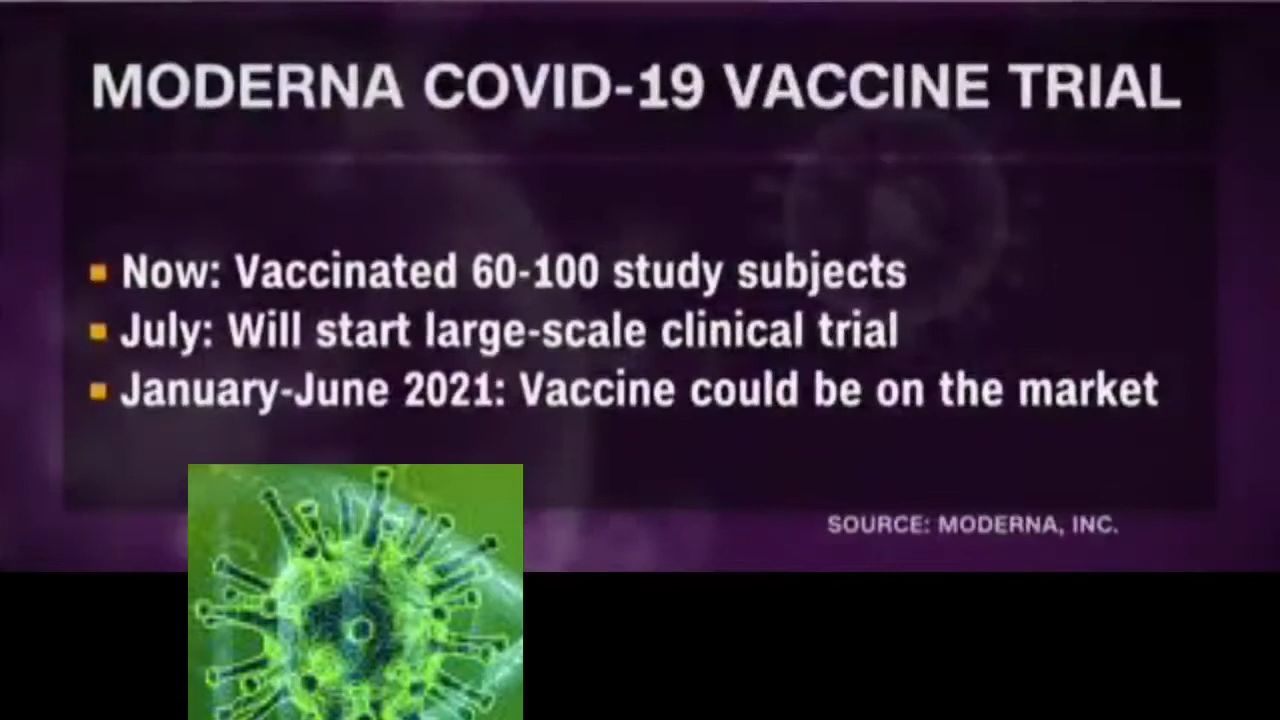 MODERNA COVID-19 VACCINE TRIAL
Now: Vaccinated 60-100 study subjects
July: Will start large-scale clinical trial
January-June 2021: Vaccine could be on the market
SOURCE: MODERNA, INC.